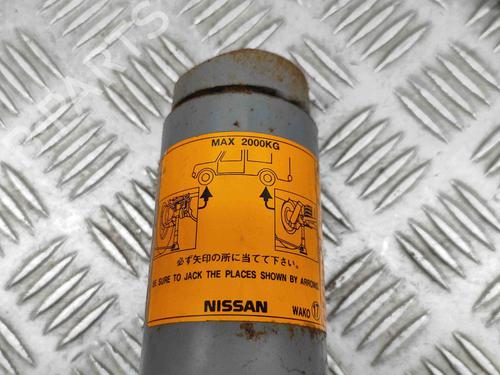 MAX 2000KG
必ず矢印の所に当てて下さい。
BE SURE TO JACK THE PLACES SHOWN BY ARROWS
NISSAN
WAKO 17